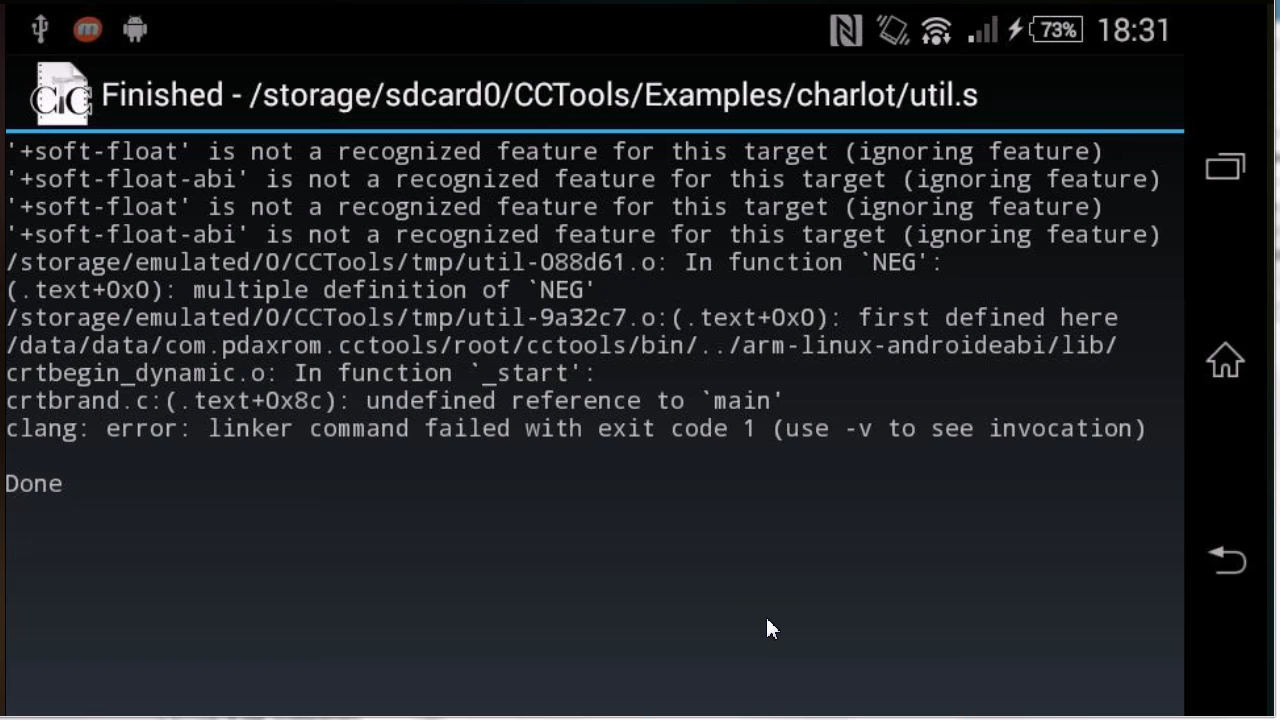 73%
18:31
Finished - /storage/sdcard0/CCTools/Examples/charlot/util.s
'+soft-float' is not a recognized feature for this target (ignoring feature)
'+soft-float-abi' is not a recognized feature for this target (ignoring feature)
'+soft-float' is not a recognized feature for this target (ignoring feature)
'+soft-float-abi' is not a recognized feature for this target (ignoring feature)
/storage/emulated/0/CCTools/tmp/util-088d61.o: In function `NEG':
(.text+0x0): multiple definition of `NEG'
/storage/emulated/0/CCTools/tmp/util-9a32c7.o:(.text+0x0): first defined here
/data/data/com.pdaxrom.cctools/root/cctools/bin/../arm-linux-androideabi/lib/
crtbegin_dynamic.o: In function `_start':
crtbrand.c:(.text+0x8c): undefined reference to `main'
clang: error: linker command failed with exit code 1 (use -v to see invocation)
Done